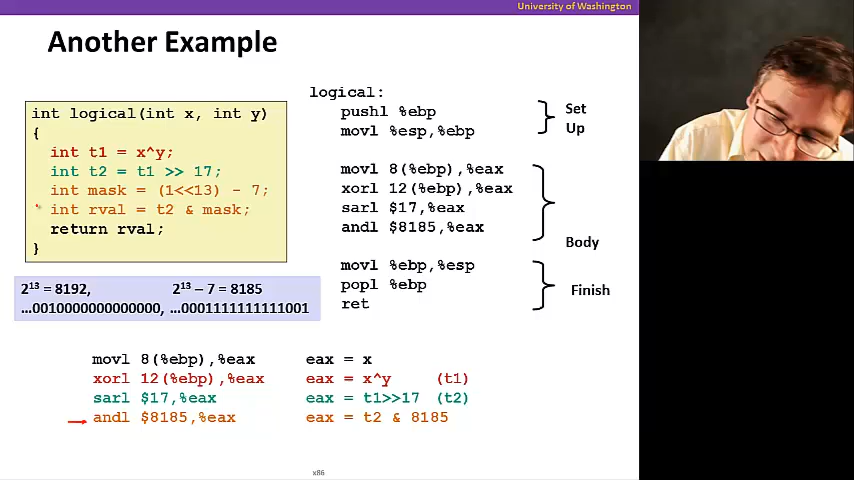 University of Washington
Another Example
int logical(int x, int y)
{
int t1 = x^y;
int t2 = t1 >> 17;
int mask = (1<<13) - 7;
int rval = t2 & mask;
return rval;
}
2¹³ = 8192, 2¹³ – 7 = 8185
…0010000000000000, …0001111111111001
logical:
pushl %ebp
movl %esp,%ebp
movl 8(%ebp),%eax
xorl 12(%ebp),%eax
sarl $17,%eax
andl $8185,%eax
movl %ebp,%esp
popl %ebp
ret
Set
Up
Body
Finish
movl 8(%ebp),%eax eax = x
xorl 12(%ebp),%eax eax = x^y (t1)
sarl $17,%eax eax = t1>>17 (t2)
andl $8185,%eax eax = t2 & 8185
x86